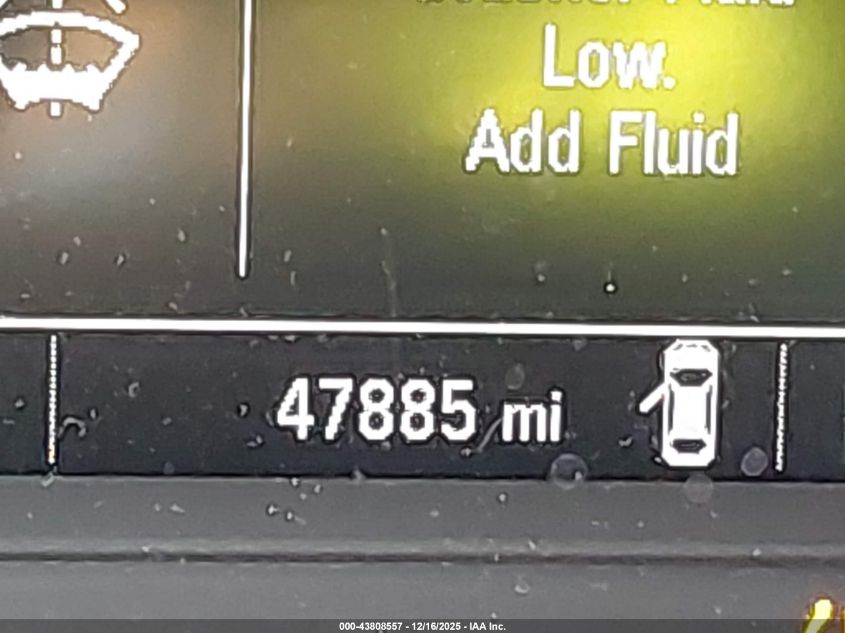 Low.
Add Fluid
47885 mi
000-43808557 - 12/16/2025 - IAA Inc.